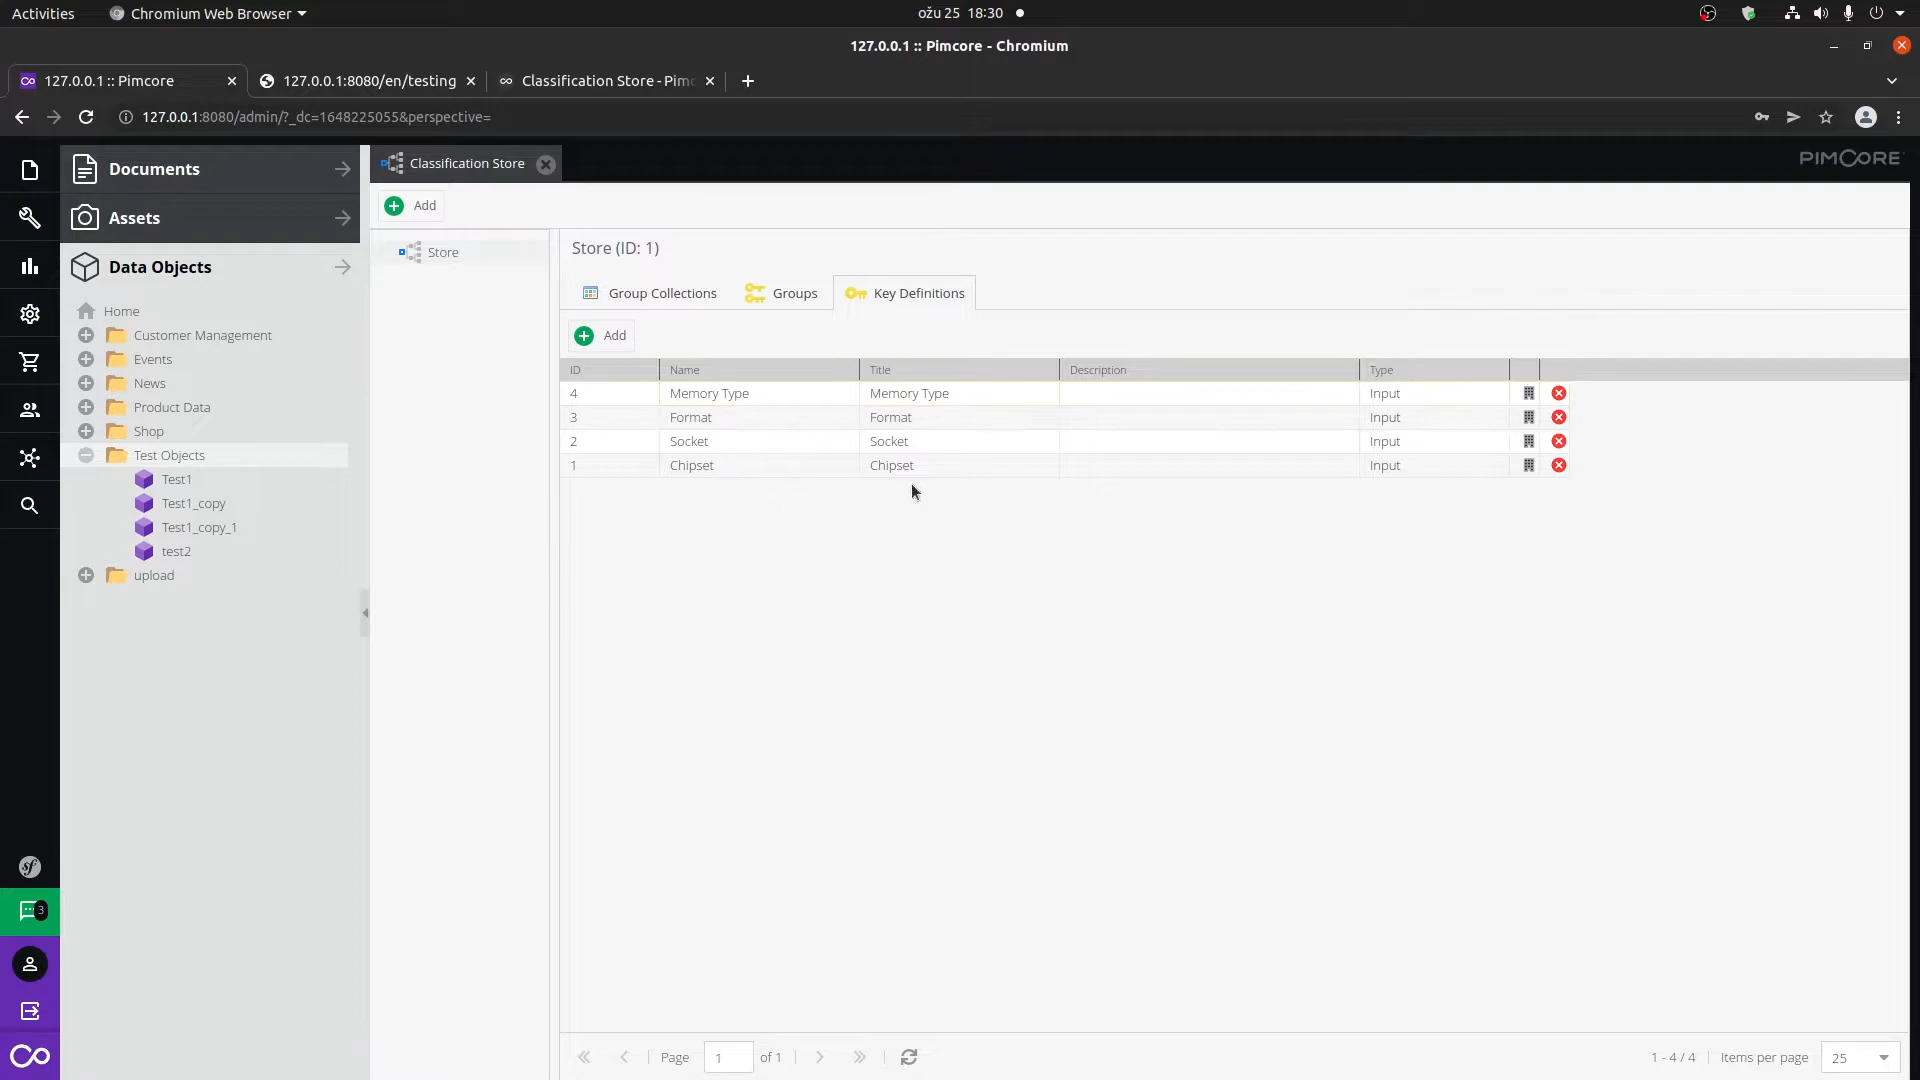 Activities Chromium Web Browser ožu 25 18:30
127.0.0.1 :: Pimcore - Chromium
127.0.0.1 :: Pimcore 127.0.0.1:8080/en/testing Classification Store - Pimc
127.0.0.1:8080/admin/?_dc=1648225055&perspective=
Documents
Assets
Data Objects
Home
Customer Management
Events
News
Product Data
Shop
Test Objects
Test1
Test1_copy
Test1_copy_1
test2
upload
sf
3
Classification Store
PIMCORE
Add
Store
Store (ID: 1)
Group Collections Groups Key Definitions
Add
ID Name Title Description Type
4 Memory Type Memory Type Input
3 Format Format Input
2 Socket Socket Input
1 Chipset Chipset Input
Page 1 of 1 1 - 4 / 4 Items per page 25